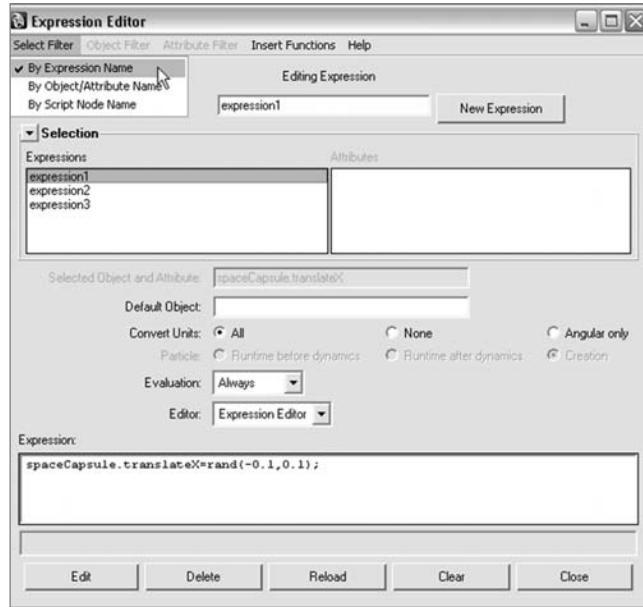 Expression Editor
Select Filter Object Filter Attribute Filter Insert Functions Help
By Expression Name
By Object/Attribute Name
By Script Node Name
Editing Expression
expression1
New Expression
Selection
Expressions
Attributes
expression1
expression2
expression3
Selected Object and Attribute: spaceCapsule.translateX
Default Object:
Convert Units: All None Angular only
Particle: Runtime before dynamics Runtime after dynamics Creation
Evaluation: Always
Editor: Expression Editor
Expression:
spaceCapsule.translateX=rand(-0.1,0.1);
Edit Delete Reload Clear Close